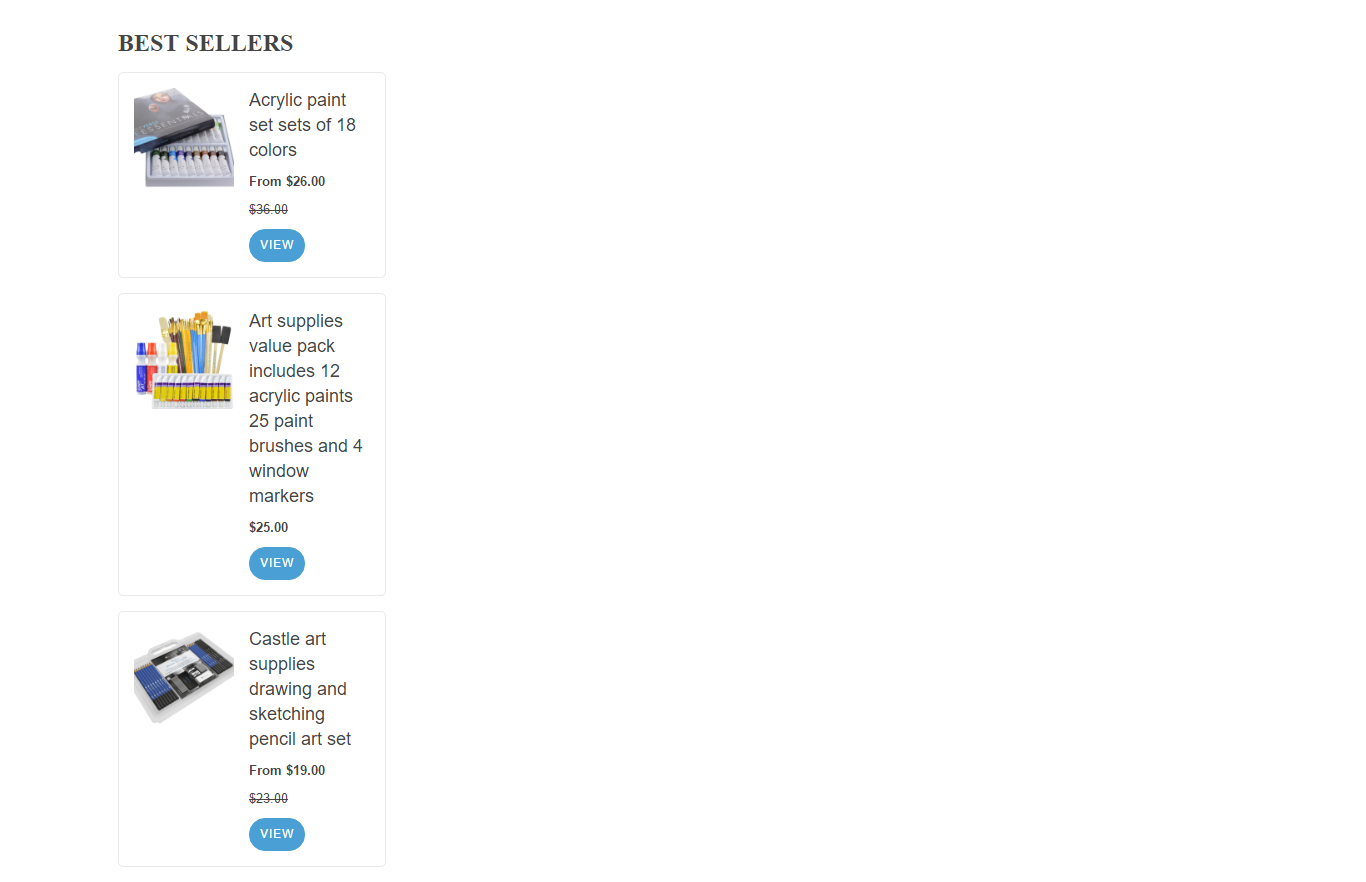 BEST SELLERS
Acrylic paint
set sets of 18
colors
From $26.00
$36.00
VIEW
Art supplies
value pack
includes 12
acrylic paints
25 paint
brushes and 4
window
markers
$25.00
VIEW
Castle art
supplies
drawing and
sketching
pencil art set
From $19.00
$23.00
VIEW